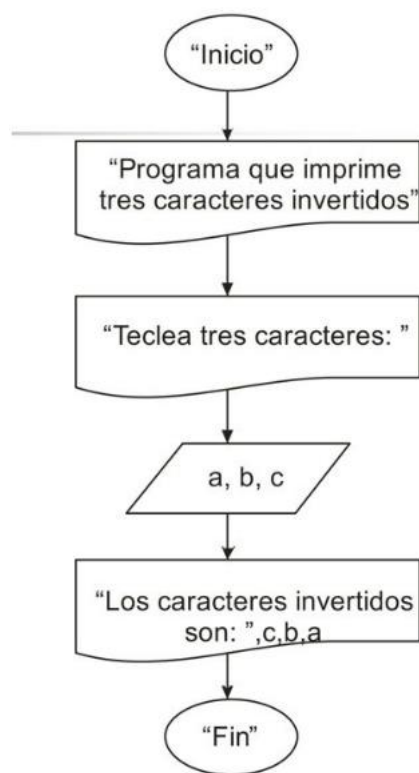 “Inicio”
“Programa que imprime
tres caracteres invertidos”
“Teclea tres caracteres: ”
a, b, c
“Los caracteres invertidos
son: ”,c,b,a
“Fin”